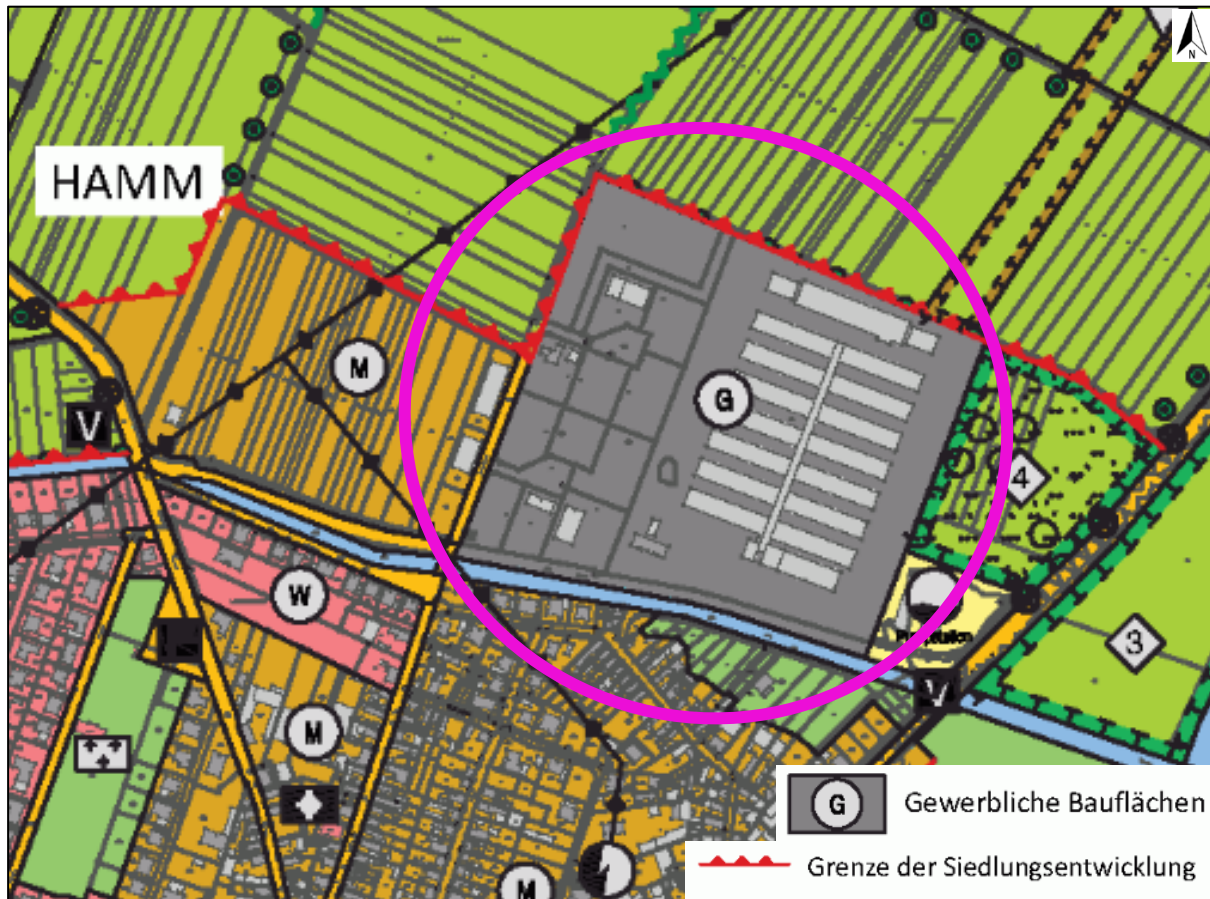 N
HAMM
M
V
G
4
W
3
V
M
G Gewerbliche Bauflächen
Grenze der Siedlungsentwicklung
M